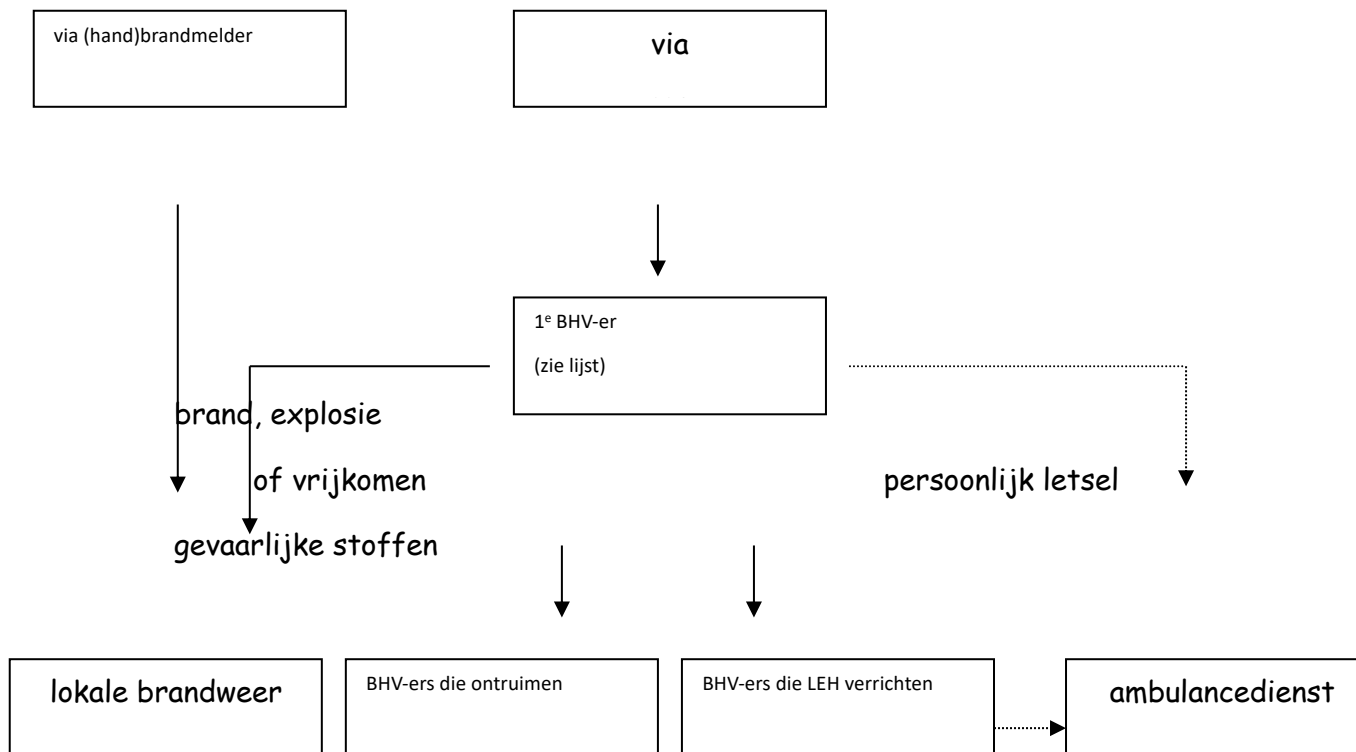 via (hand)brandmelder
via
1e BHV-er
(zie lijst)
brand, explosie
of vrijkomen
gevaarlijke stoffen
persoonlijk letsel
lokale brandweer
BHV-ers die ontruimen
BHV-ers die LEH verrichten
ambulancedienst